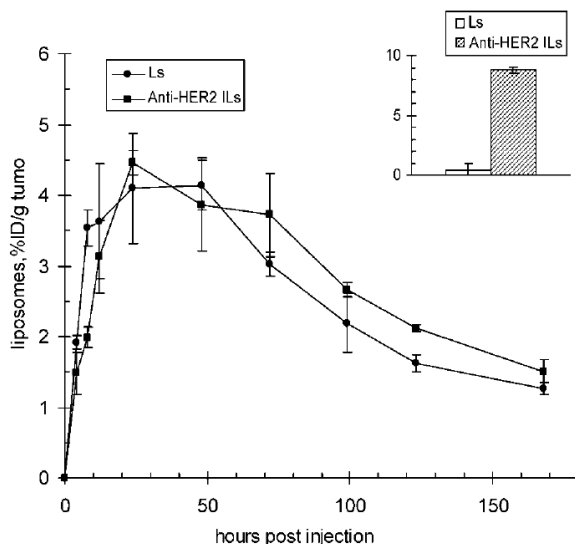 Ls
Anti-HER2 ILs
10
5
0
Ls
Anti-HER2 ILs
6
5
4
3
2
1
0
liposomes,%ID/g tumo
0
50
100
150
hours post injection